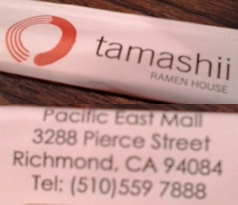 tamashii
RAMEN HOUSE
Pacific East Mall
3288 Pierce Street
Richmond, CA 94084
Tel: (510)559 7888